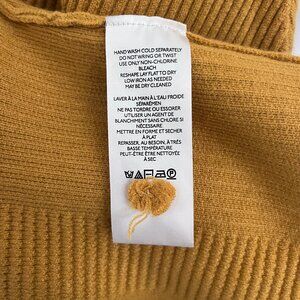 HAND WASH COLD SEPARATELY
DO NOT WRING OR TWIST
USE ONLY NON-CHLORINE
BLEACH
RESHAPE LAY FLAT TO DRY
LOW IRON AS NEEDED
MAY BE DRY CLEANED
LAVER À LA MAIN À L'EAU FROIDE
SÉPARÉMEN
NE PAS TORDRE OU ESSORER
UTILISER UN AGENT DE
BLANCHIMENT SANS CHLORE SI
NÉCESSAIRE.
METTRE EN FORME ET SECHER
À PLAT
REPASSER, AU BESOIN, À TRÈS
BASSE TEMPÉRATURE
PEUT-ÊTRE ÊTRE NETTOYÉE
À SEC